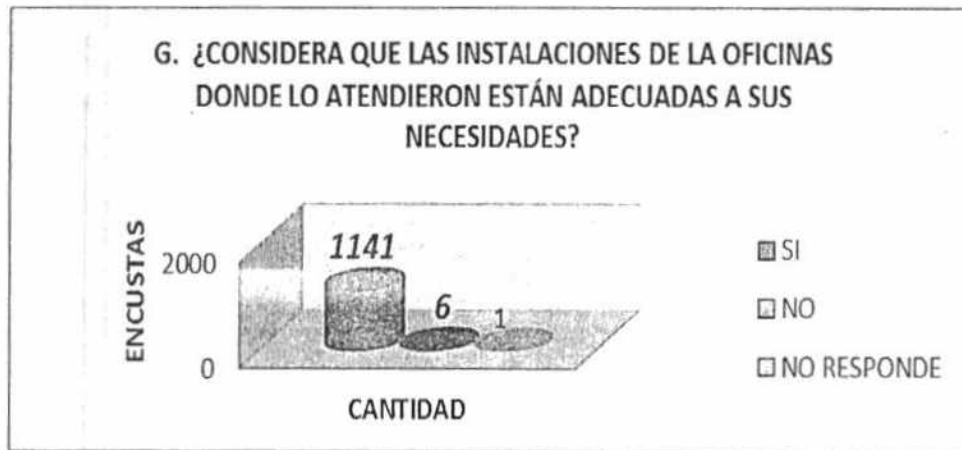 G. ¿CONSIDERA QUE LAS INSTALACIONES DE LA OFICINAS
DONDE LO ATENDIERON ESTÁN ADECUADAS A SUS
NECESIDADES?
ENCUSTAS
2000
0
1141
6
1
CANTIDAD
SI
NO
NO RESPONDE